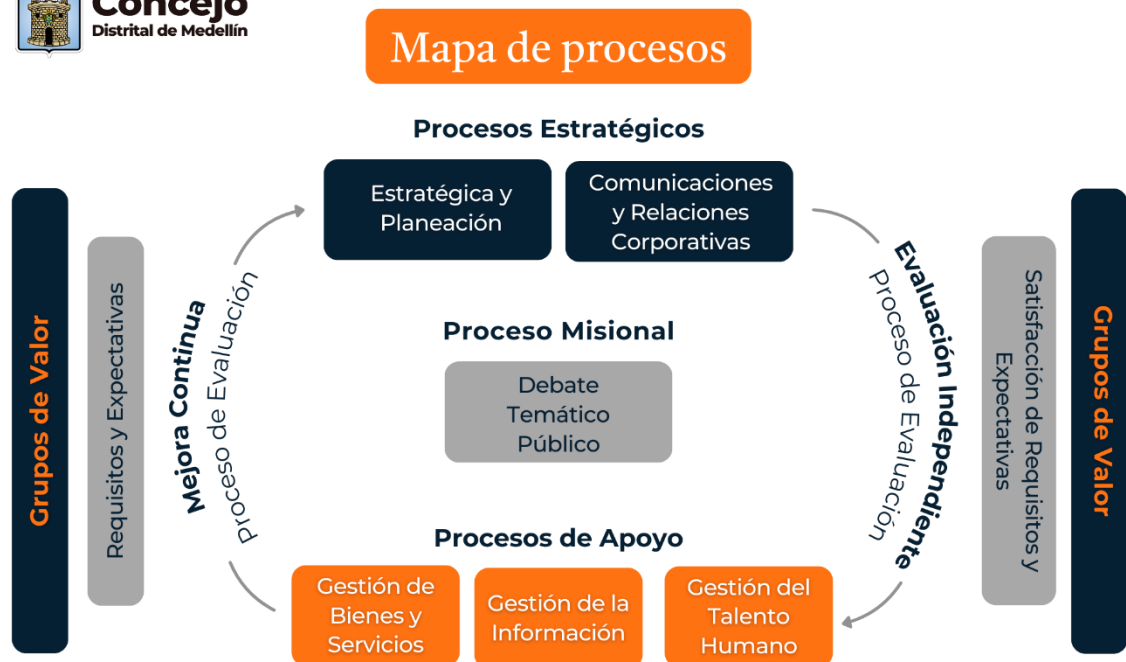 Concejo
Distrital de Medellín
Mapa de procesos
Procesos Estratégicos
Estratégica y
Planeación
Comunicaciones
y Relaciones
Corporativas
Grupos de Valor
Requisitos y Expectativas
Mejora Continua
Proceso de Evaluación
Proceso Misional
Debate
Temático
Público
Evaluación Independiente
Proceso de Evaluación
Satisfacción de Requisitos y
Expectativas
Grupos de Valor
Procesos de Apoyo
Gestión de
Bienes y
Servicios
Gestión de la
Información
Gestión del
Talento
Humano